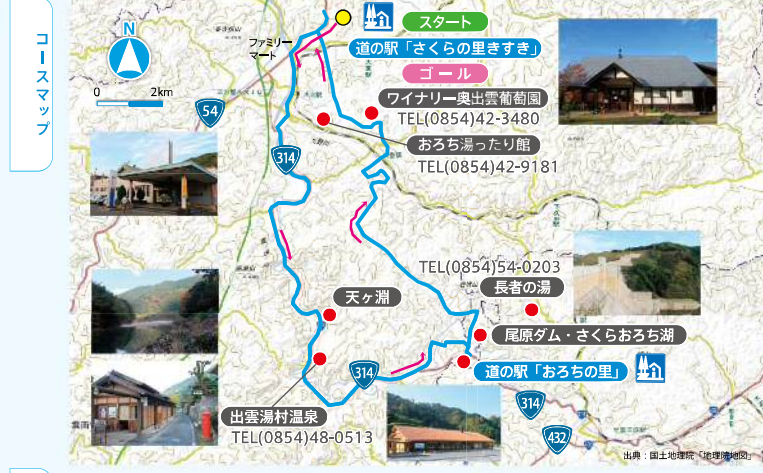 コースマップ
N
0 2km
スタート
道の駅「さくらの里きすき」
ゴール
ファミリー
マート
ワイナリー奥出雲葡萄園
TEL(0854)42-3480
54
おろち湯ったり館
TEL(0854)42-9181
314
TEL(0854)54-0203
長者の湯
天ヶ淵
尾原ダム・さくらおろち湖
道の駅「おろちの里」
314
314
432
出雲湯村温泉
TEL(0854)48-0513
出典：国土地理院「地理院地図」